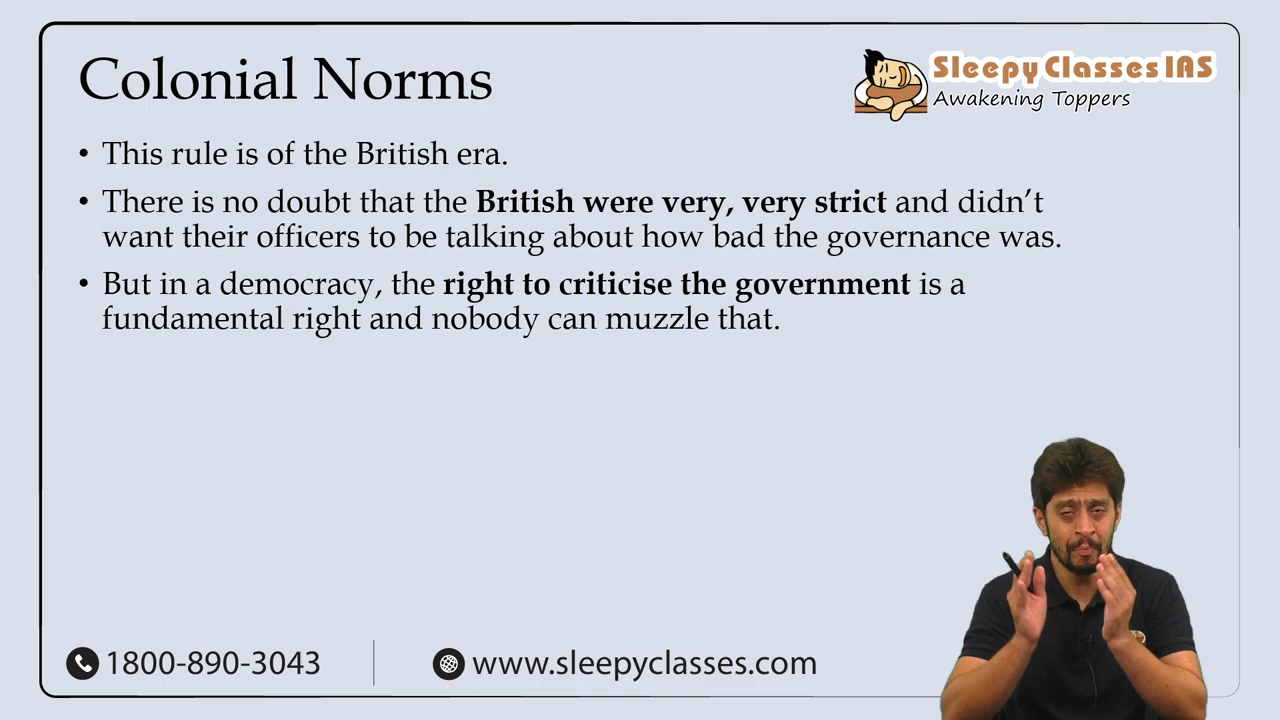 Colonial Norms
Sleepy Classes IAS
Awakening Toppers
• This rule is of the British era.
• There is no doubt that the British were very, very strict and didn’t
want their officers to be talking about how bad the governance was.
• But in a democracy, the right to criticise the government is a
fundamental right and nobody can muzzle that.
1800-890-3043
www.sleepyclasses.com